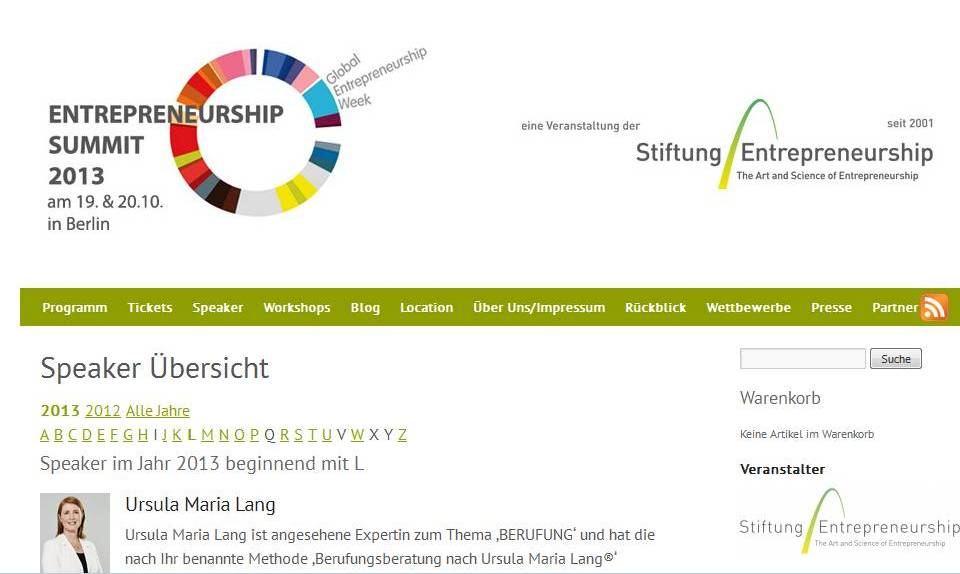 Global
Entrepreneurship
Week
ENTREPRENEURSHIP
SUMMIT
2013
am 19. & 20.10.
in Berlin
eine Veranstaltung der
seit 2001
Stiftung Entrepreneurship
The Art and Science of Entrepreneurship
Programm Tickets Speaker Workshops Blog Location Über Uns/Impressum Rückblick Wettbewerbe Presse Partner
Speaker Übersicht
Suche
2013 2012 Alle Jahre
A B C D E F G H I J K L M N O P Q R S T U V W X Y Z
Speaker im Jahr 2013 beginnend mit L
Ursula Maria Lang
Ursula Maria Lang ist angesehene Expertin zum Thema ‚BERUFUNG‘ und hat die
nach Ihr benannte Methode ‚Berufungsberatung nach Ursula Maria Lang®‘
Warenkorb
Keine Artikel im Warenkorb
Veranstalter
Stiftung Entrepreneurship
The Art and Science of Entrepreneurship